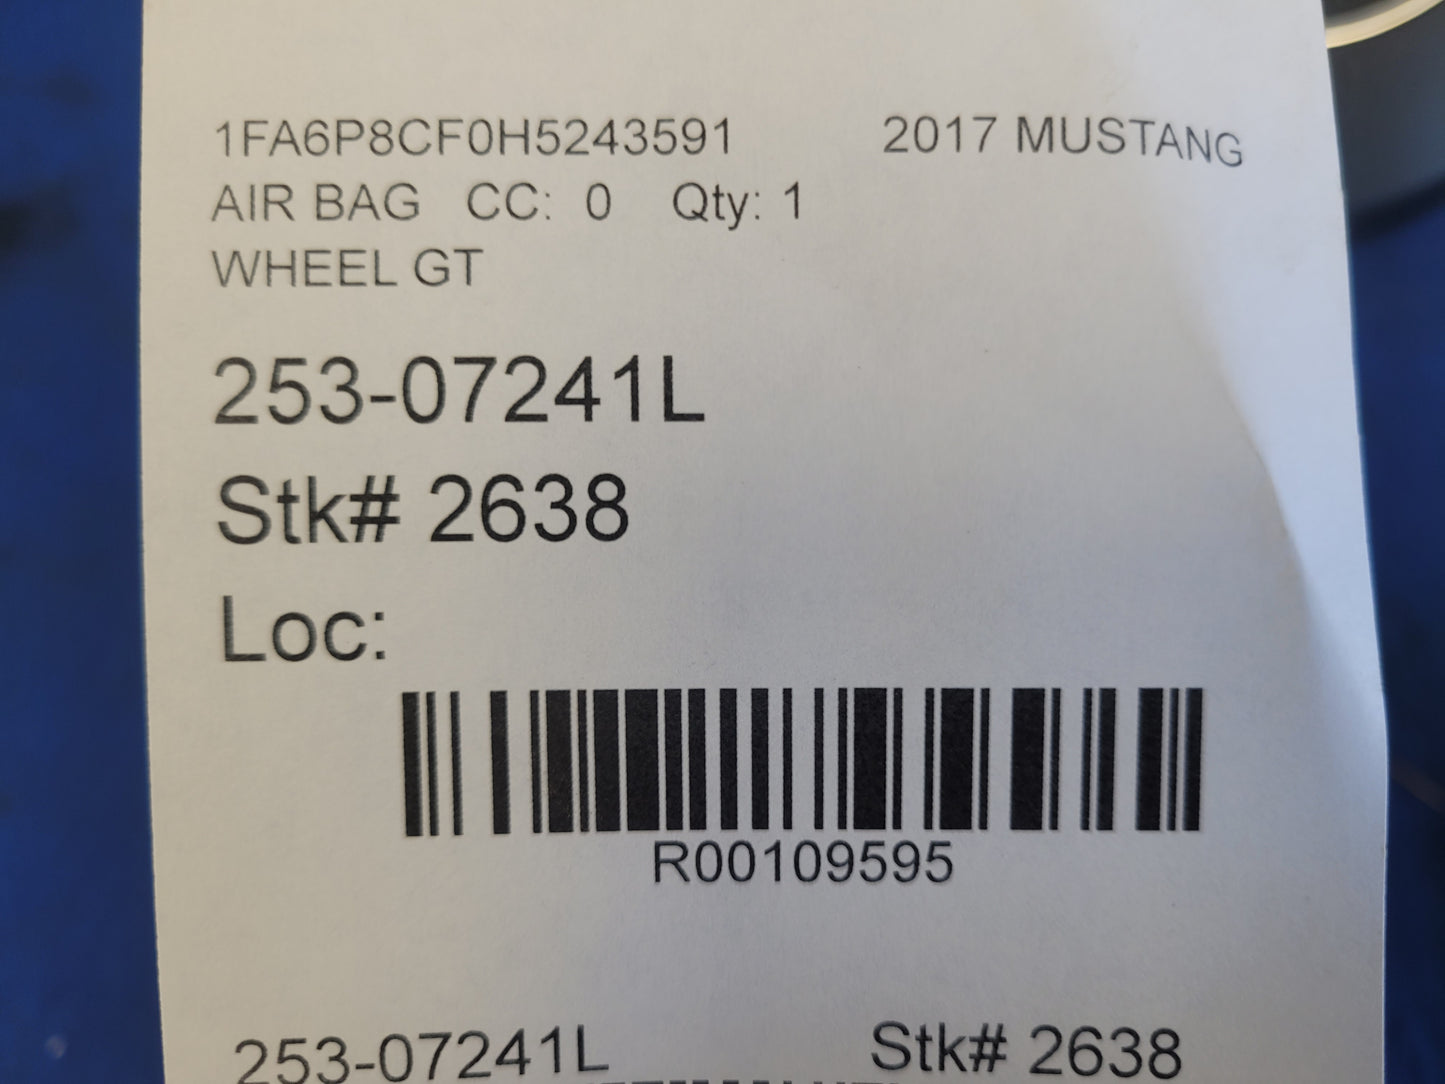 1FA6P8CF0H5243591 2017 MUSTANG
AIR BAG CC: 0 Qty: 1
WHEEL GT
253-07241L
Stk# 2638
Loc:
R00109595
253-07241L Stk# 2638